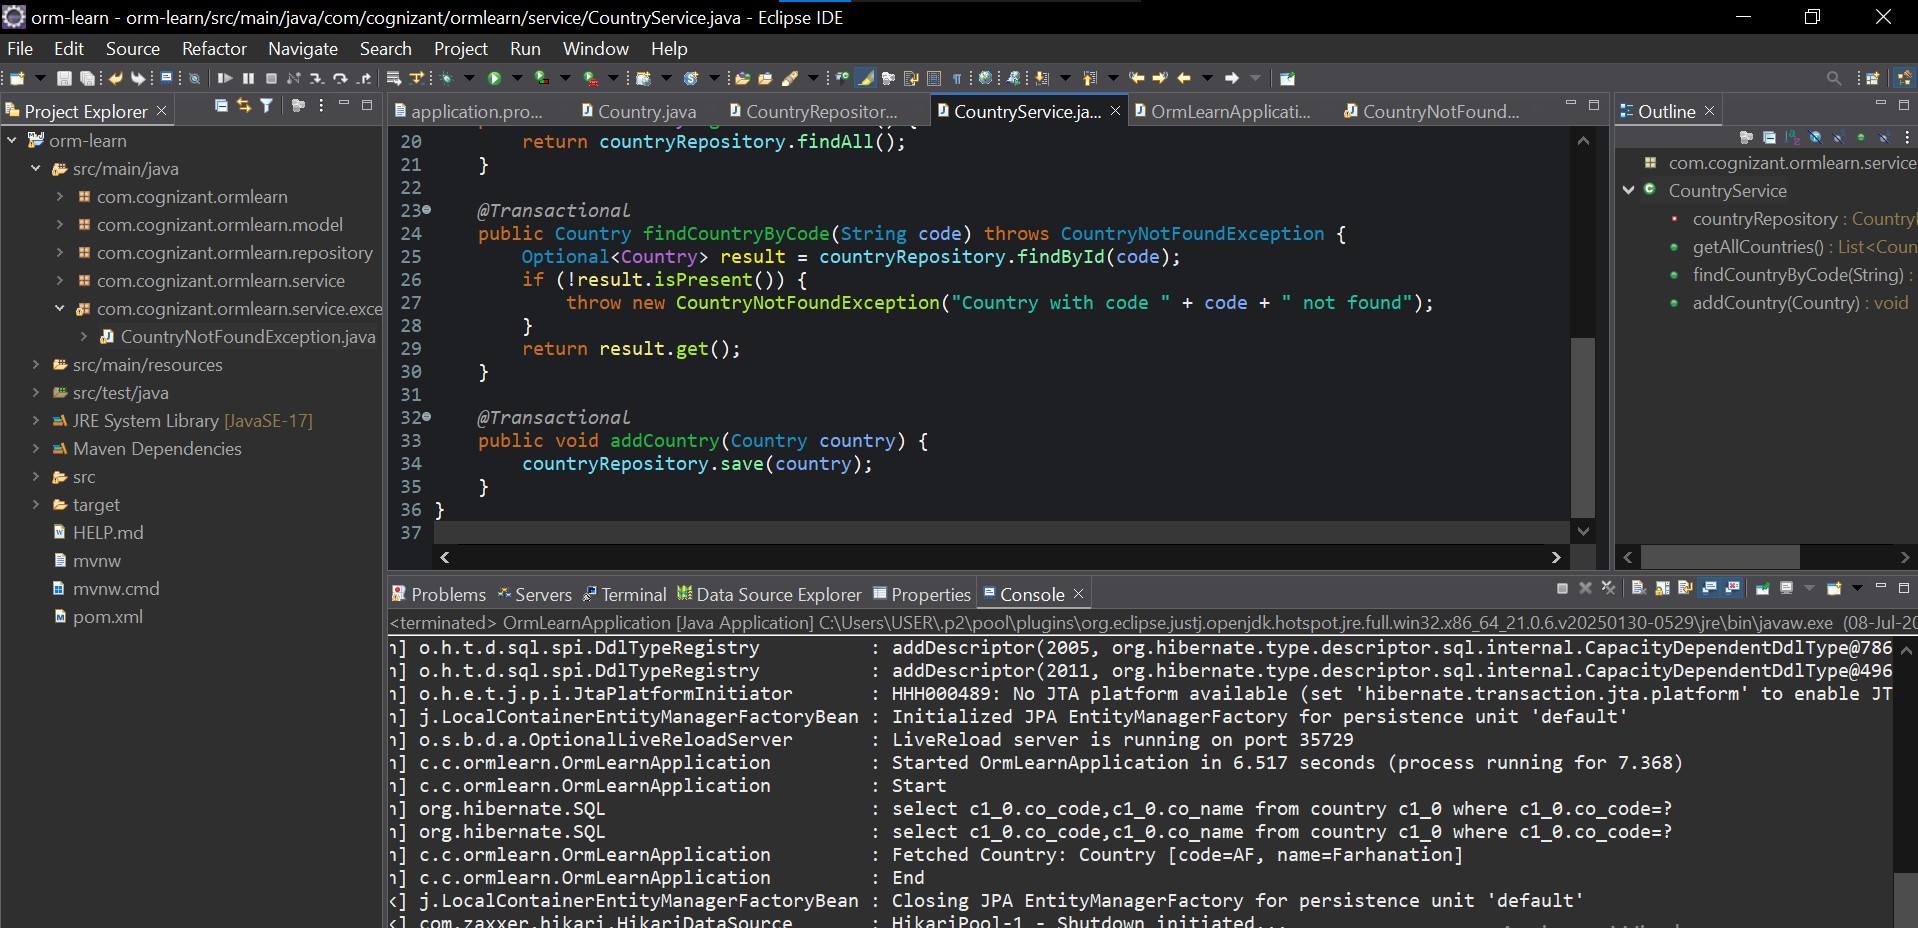 orm-learn - orm-learn/src/main/java/com/cognizant/ormlearn/service/CountryService.java - Eclipse IDE
File Edit Source Refactor Navigate Search Project Run Window Help
Project Explorer
orm-learn
src/main/java
com.cognizant.ormlearn
com.cognizant.ormlearn.model
com.cognizant.ormlearn.repository
com.cognizant.ormlearn.service
com.cognizant.ormlearn.service.exce
CountryNotFoundException.java
src/main/resources
src/test/java
JRE System Library [JavaSE-17]
Maven Dependencies
src
target
HELP.md
mvnw
mvnw.cmd
pom.xml
application.pro... Country.java CountryRepositor... CountryService.ja... OrmLearnApplicati... CountryNotFound...
20 return countryRepository.findAll();
21 }
22
23 @Transactional
24 public Country findCountryByCode(String code) throws CountryNotFoundException {
25 Optional<Country> result = countryRepository.findById(code);
26 if (!result.isPresent()) {
27 throw new CountryNotFoundException("Country with code " + code + " not found");
28 }
29 return result.get();
30 }
31
32 @Transactional
33 public void addCountry(Country country) {
34 countryRepository.save(country);
35 }
36 }
37
Outline
com.cognizant.ormlearn.service
CountryService
countryRepository : Country
getAllCountries() : List<Coun
findCountryByCode(String) :
addCountry(Country) : void
Problems Servers Terminal Data Source Explorer Properties Console
<terminated> OrmLearnApplication [Java Application] C:\Users\USER\.p2\pool\plugins\org.eclipse.justj.openjdk.hotspot.jre.full.win32.x86_64_21.0.6.v20250130-0529\jre\bin\javaw.exe (08-Jul-20
n] o.h.t.d.sql.spi.DdlTypeRegistry : addDescriptor(2005, org.hibernate.type.descriptor.sql.internal.CapacityDependentDdlType@786
n] o.h.t.d.sql.spi.DdlTypeRegistry : addDescriptor(2011, org.hibernate.type.descriptor.sql.internal.CapacityDependentDdlType@496
n] o.h.e.t.j.p.i.JtaPlatformInitiator : HHH000489: No JTA platform available (set 'hibernate.transaction.jta.platform' to enable JT
n] j.LocalContainerEntityManagerFactoryBean : Initialized JPA EntityManagerFactory for persistence unit 'default'
n] o.s.b.d.a.OptionalLiveReloadServer : LiveReload server is running on port 35729
n] c.c.ormlearn.OrmLearnApplication : Started OrmLearnApplication in 6.517 seconds (process running for 7.368)
n] c.c.ormlearn.OrmLearnApplication : Start
n] org.hibernate.SQL : select c1_0.co_code,c1_0.co_name from country c1_0 where c1_0.co_code=?
n] org.hibernate.SQL : select c1_0.co_code,c1_0.co_name from country c1_0 where c1_0.co_code=?
n] c.c.ormlearn.OrmLearnApplication : Fetched Country: Country [code=AF, name=Farhanation]
n] c.c.ormlearn.OrmLearnApplication : End
<] j.LocalContainerEntityManagerFactoryBean : Closing JPA EntityManagerFactory for persistence unit 'default'
<] com.zaxxer.hikari.HikariDataSource : HikariPool-1 - Shutdown initiated...